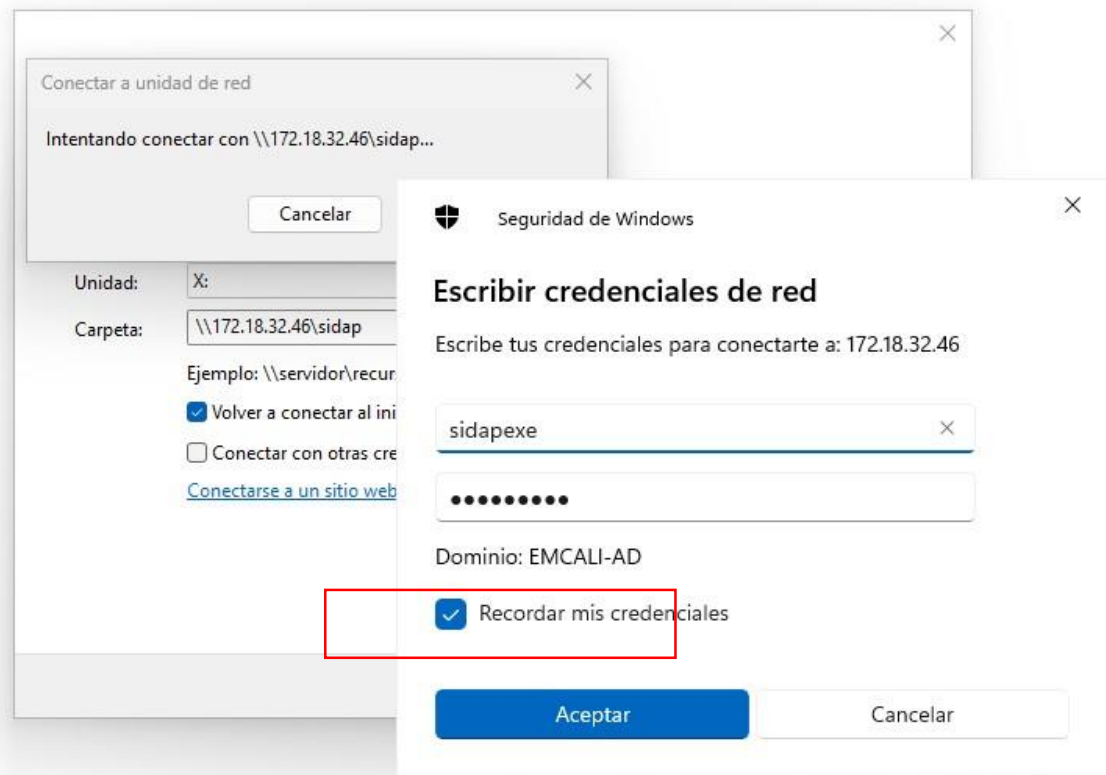 Conectar a unidad de red
Intentando conectar con \\172.18.32.46\sidap...
Cancelar
Unidad:
X:
Carpeta:
\\172.18.32.46\sidap
Ejemplo: \\servidor\recur
Volver a conectar al ini
Conectar con otras cre
Conectarse a un sitio web
Seguridad de Windows
Escribir credenciales de red
Escribe tus credenciales para conectarte a: 172.18.32.46
sidapexe
•••••••••
Dominio: EMCALI-AD
Recordar mis credenciales
Aceptar
Cancelar